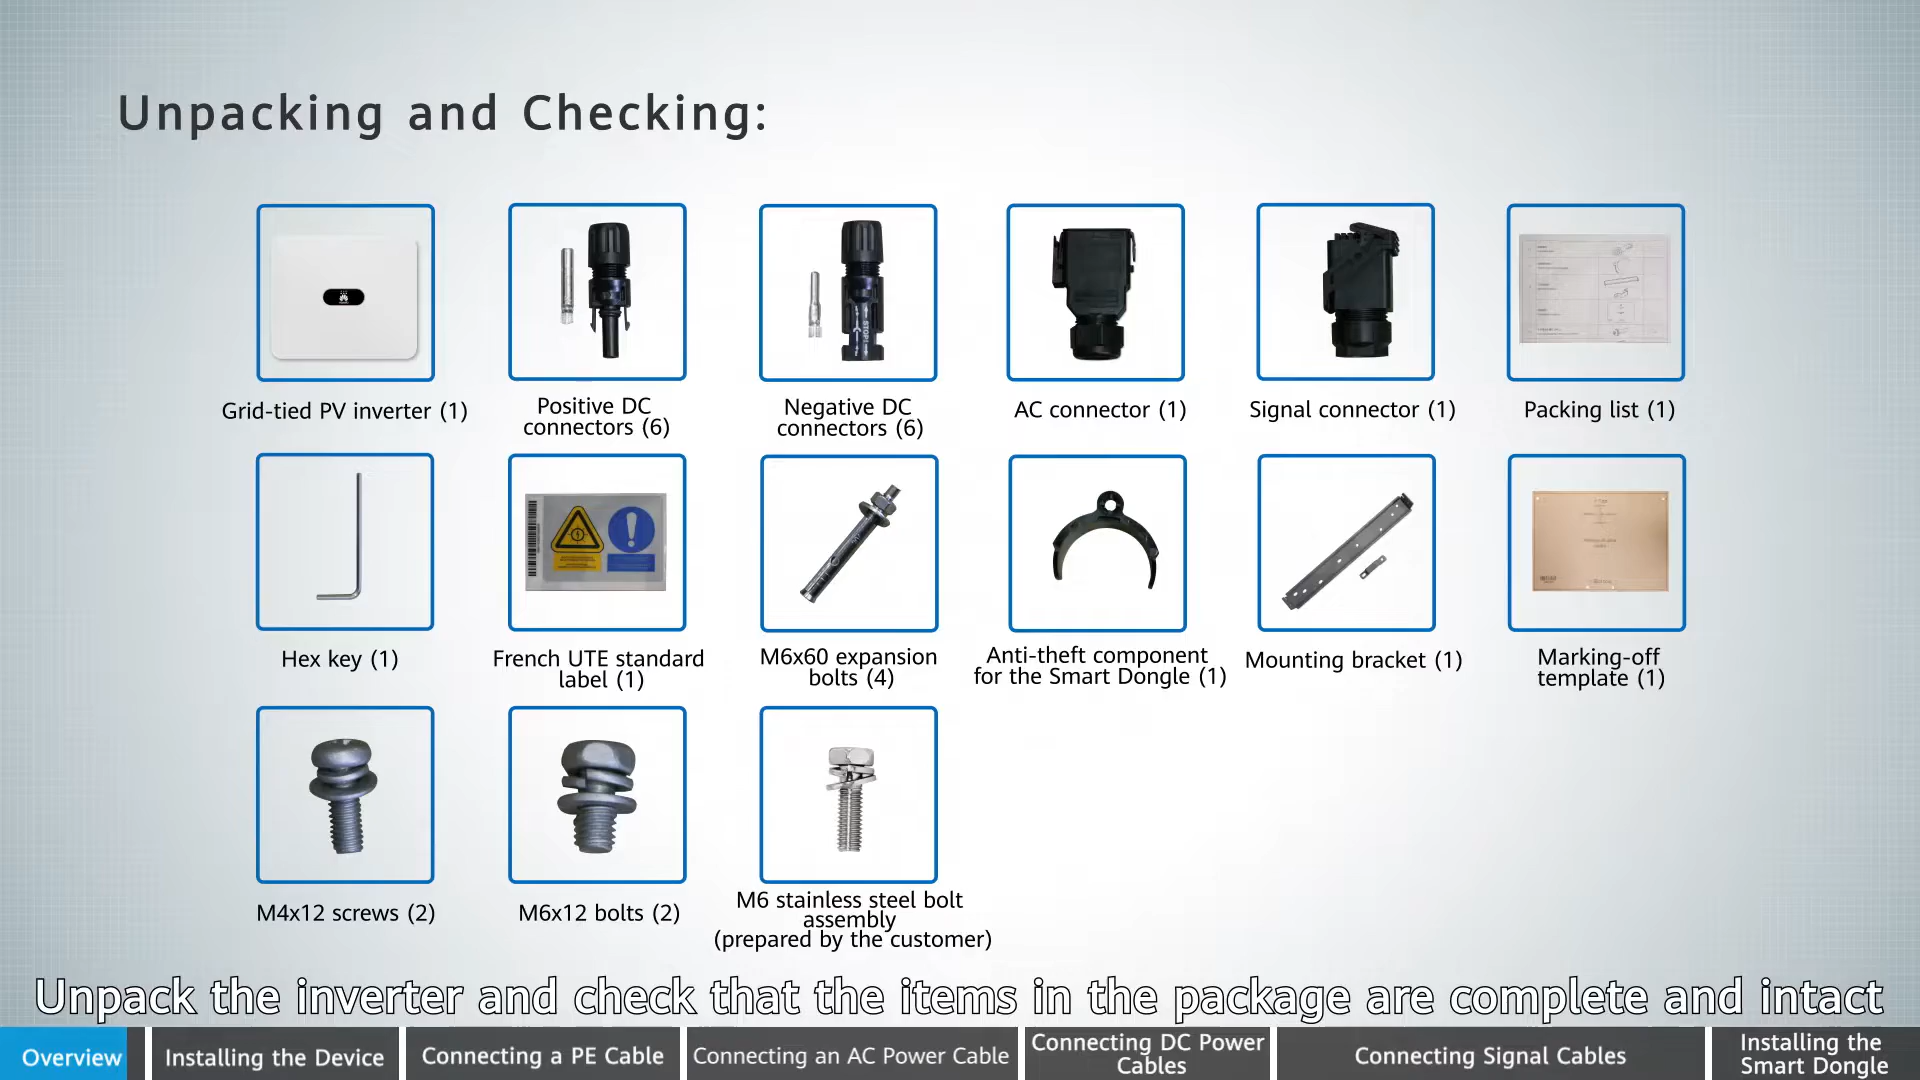 Unpacking and Checking:
Grid-tied PV inverter (1)
Positive DC
connectors (6)
STOP!
Negative DC
connectors (6)
AC connector (1)
Signal connector (1)
Packing list (1)
Hex key (1)
French UTE standard
label (1)
M6x60 expansion
bolts (4)
Anti-theft component
for the Smart Dongle (1)
Mounting bracket (1)
Marking-off
template (1)
M4x12 screws (2)
M6x12 bolts (2)
M6 stainless steel bolt
assembly
(prepared by the customer)
Unpack the inverter and check that the items in the package are complete and intact
Overview
Installing the Device
Connecting a PE Cable
Connecting an AC Power Cable
Connecting DC Power
Cables
Connecting Signal Cables
Installing the
Smart Dongle